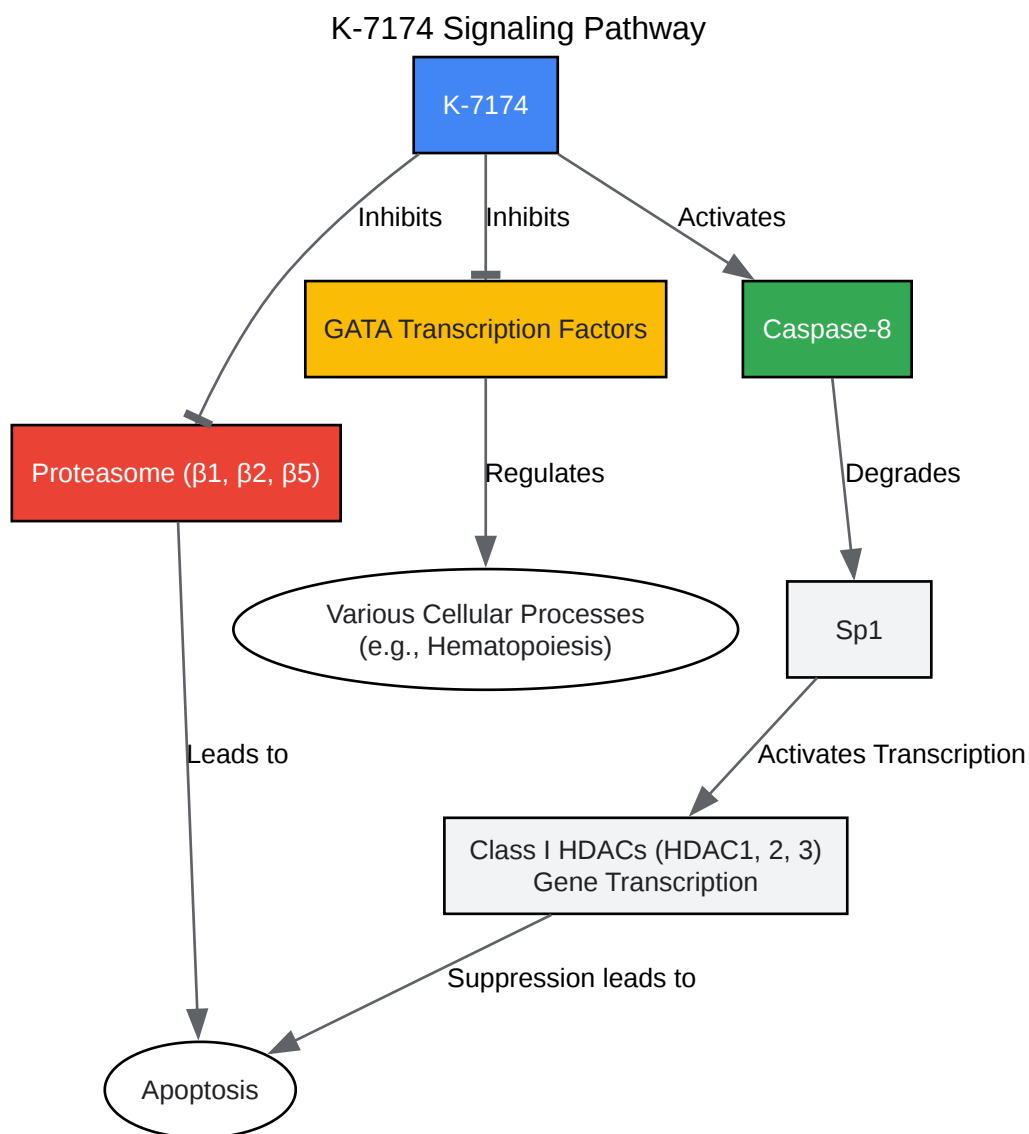 K-7174 Signaling Pathway
K-7174
Inhibits
Inhibits
Activates
GATA Transcription Factors
Caspase-8
Proteasome (β1, β2, β5)
Regulates
Degrades
Various Cellular Processes
(e.g., Hematopoiesis)
Sp1
Leads to
Activates Transcription
Class I HDACs (HDAC1, 2, 3)
Gene Transcription
Suppression leads to
Apoptosis